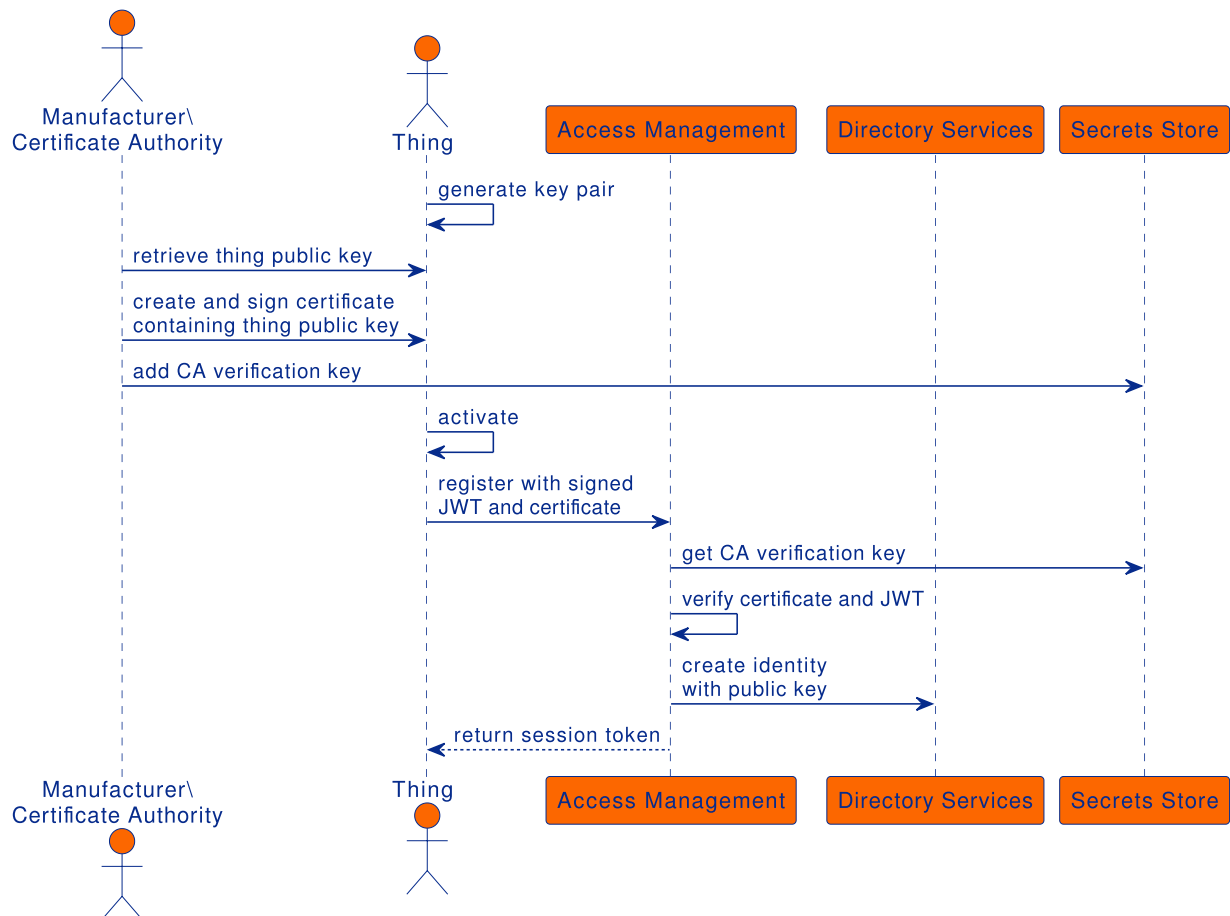 Manufacturer\
Certificate Authority
Thing
Access Management
Directory Services
Secrets Store
generate key pair
retrieve thing public key
create and sign certificate
containing thing public key
add CA verification key
activate
register with signed
JWT and certificate
get CA verification key
verify certificate and JWT
create identity
with public key
return session token
Manufacturer\
Certificate Authority
Thing
Access Management
Directory Services
Secrets Store